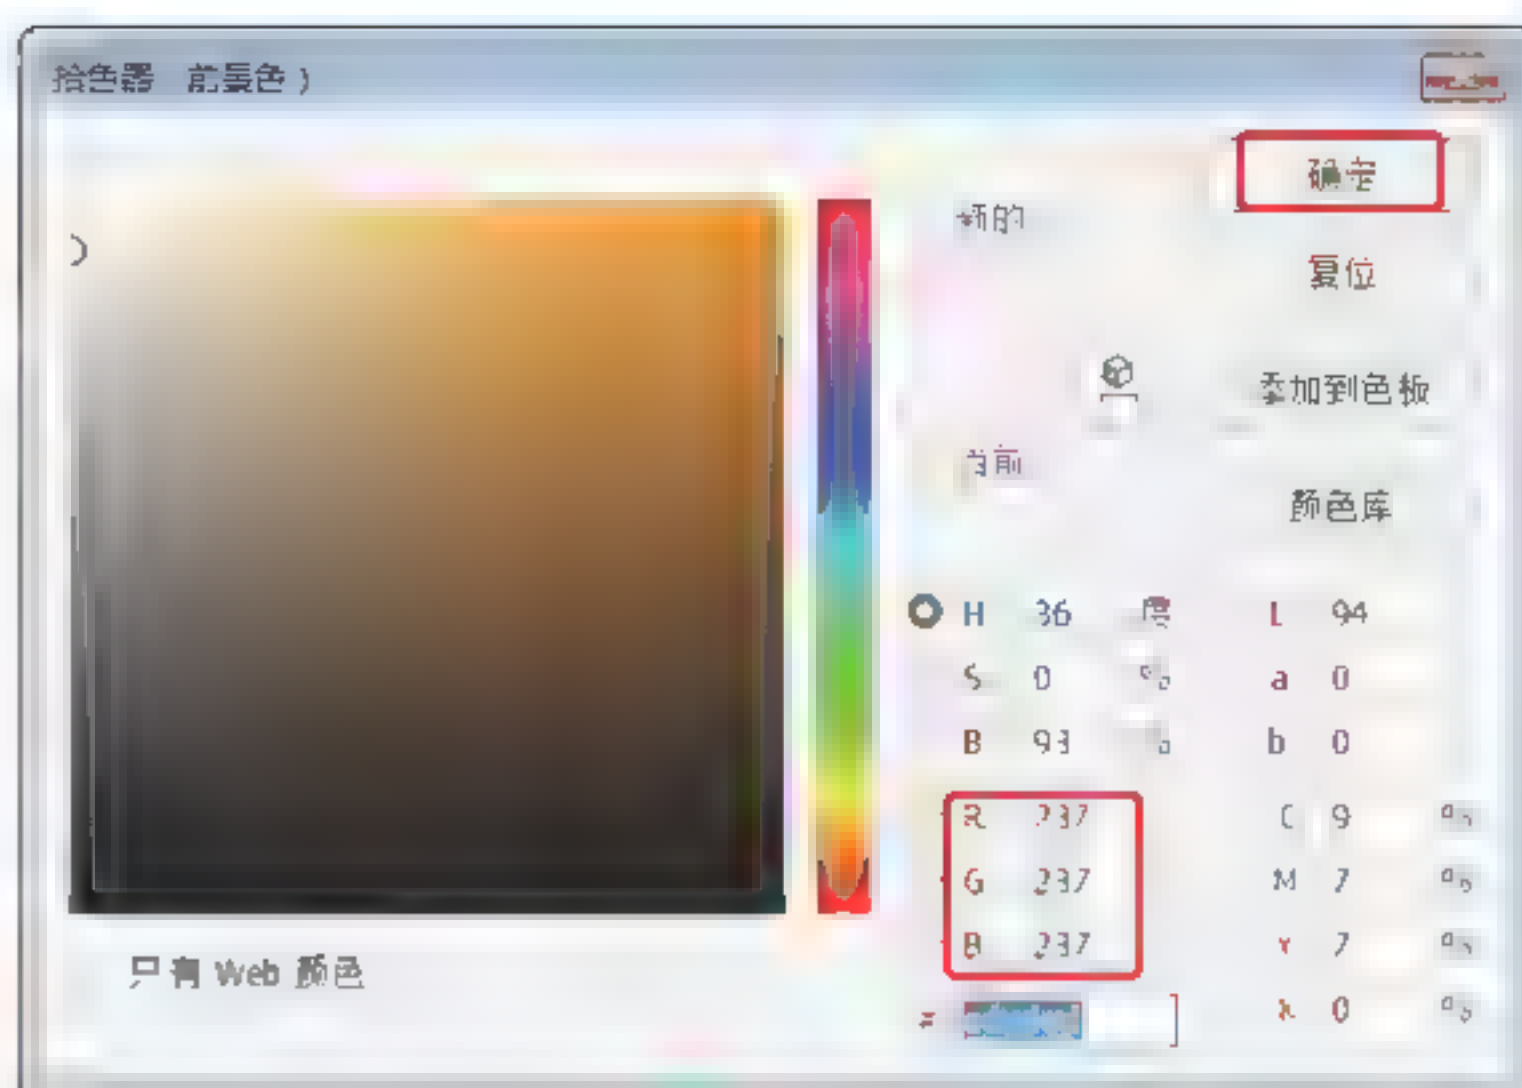 拾色器 前景色）
确定
新的
复位
添加到色板
当前
颜色库
H 36 度 L 94
S 0 % a 0
B 93 % b 0
R 237 C 9 %
G 237 M 7 %
B 237 Y 7 %
# K 0 %
只有 Web 颜色